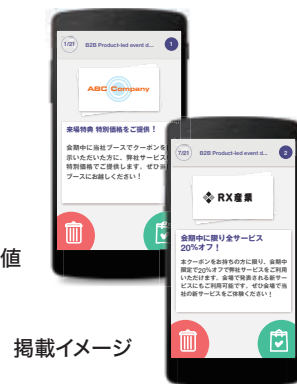 1/21 B2B Product-led event d... 1
ABC Company
来場特典 特別価格をご提供！
会期中に当社ブースでクーポンを
示いただいた方に、弊社サービス
特別価格でご提供します。ぜひ当
ブースにお越しください！
7/21 B2B Product-led event d... 2
RX産業
会期中に限り全サービス
20%オフ！
本クーポンをお持ちの方に限り、会期中
限定で20%オフで弊社サービスをご利用
いただけます。会場で発表される新サー
ビスにもご利用可能です。ぜひ会場で当
社の新サービスをご体験ください！
値
掲載イメージ